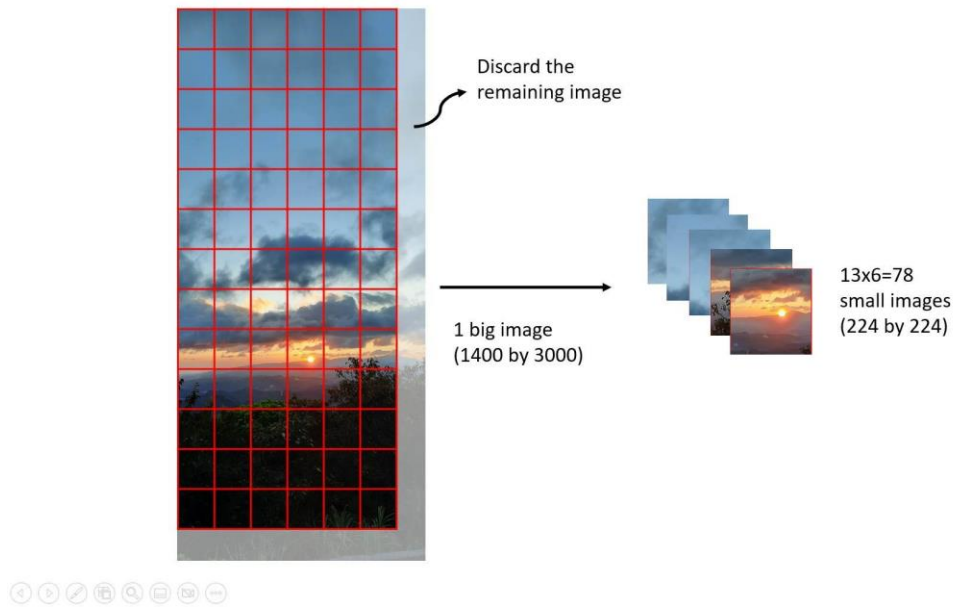 Discard the
remaining image
1 big image
(1400 by 3000)
13x6=78
small images
(224 by 224)